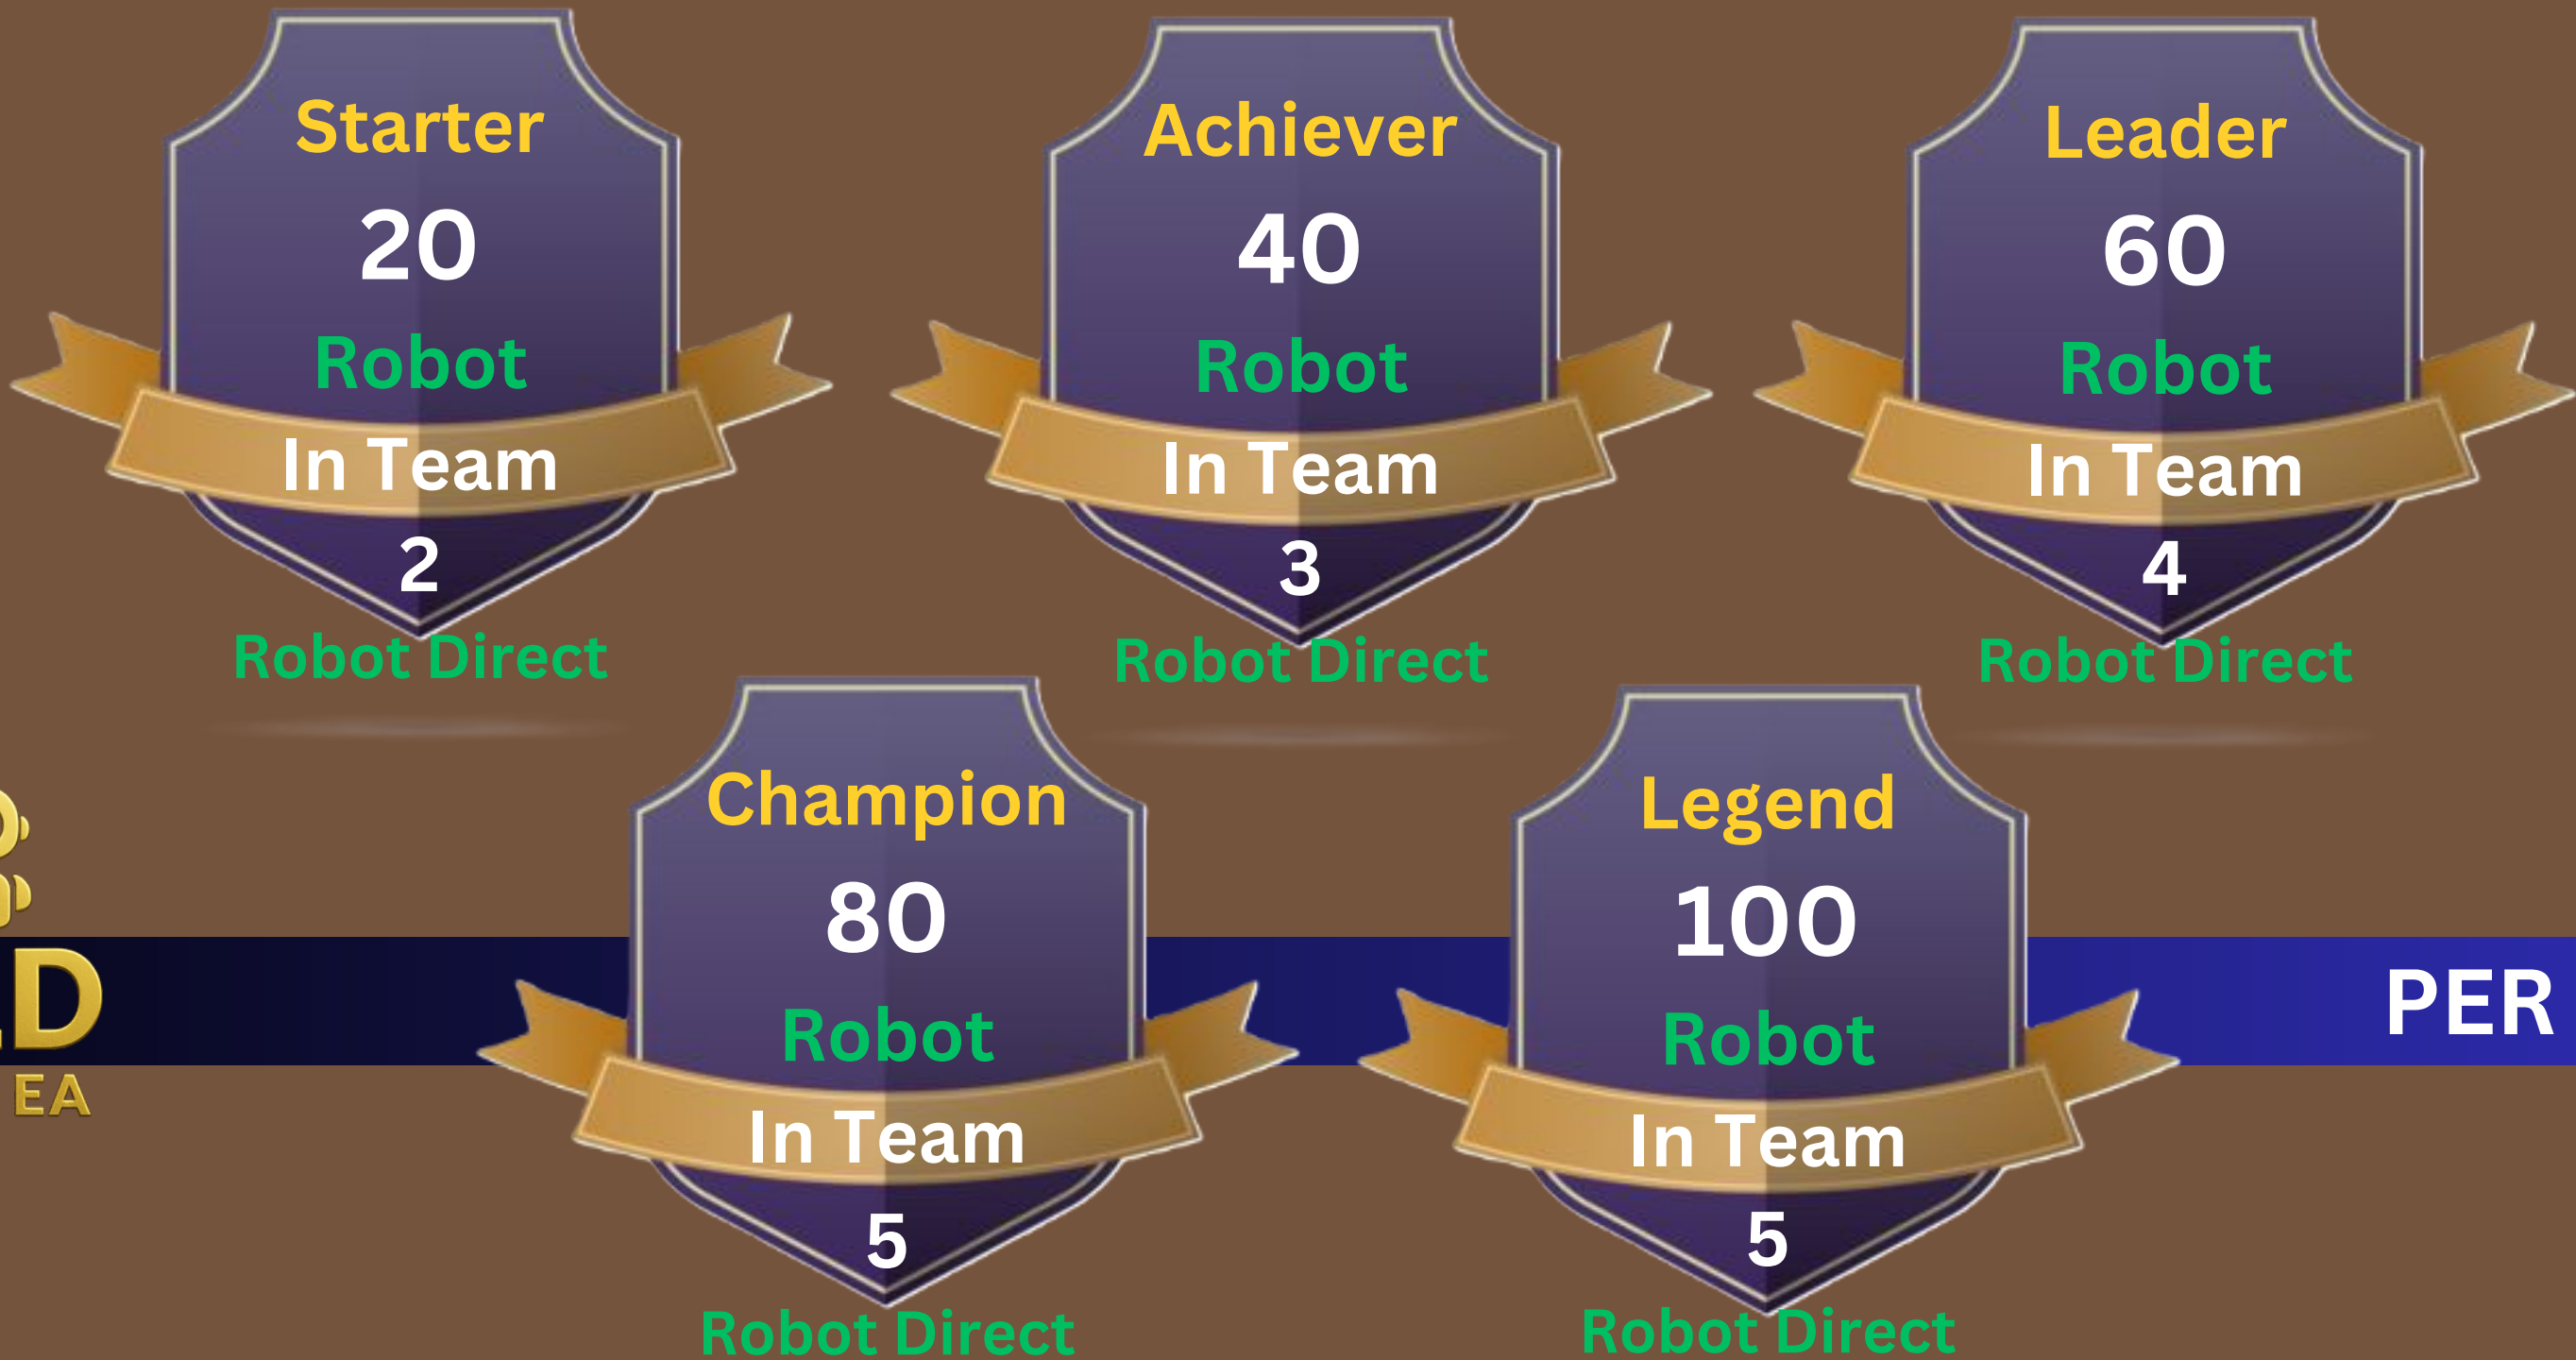 Starter
20
Robot
In Team
2
Robot Direct
Achiever
40
Robot
In Team
3
Robot Direct
Leader
60
Robot
In Team
4
Robot Direct
Champion
80
Robot
In Team
5
Robot Direct
Legend
100
Robot
In Team
5
Robot Direct
PER
EA